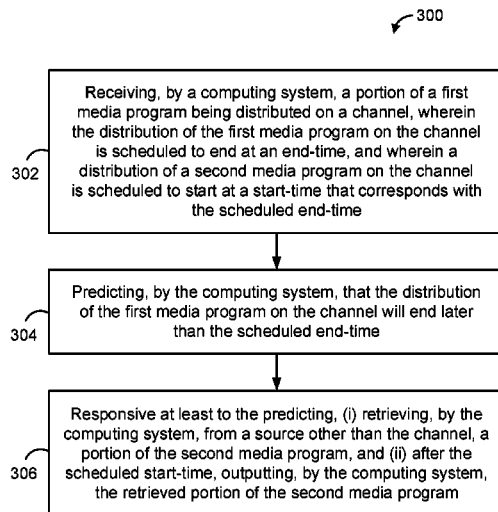 300
Receiving, by a computing system, a portion of a first
media program being distributed on a channel, wherein
the distribution of the first media program on the channel
is scheduled to end at an end-time, and wherein a
distribution of a second media program on the channel
is scheduled to start at a start-time that corresponds with
the scheduled end-time
302
Predicting, by the computing system, that the distribution
of the first media program on the channel will end later
than the scheduled end-time
304
Responsive at least to the predicting, (i) retrieving, by the
computing system, from a source other than the channel, a
portion of the second media program, and (ii) after the
scheduled start-time, outputting, by the computing system,
the retrieved portion of the second media program
306